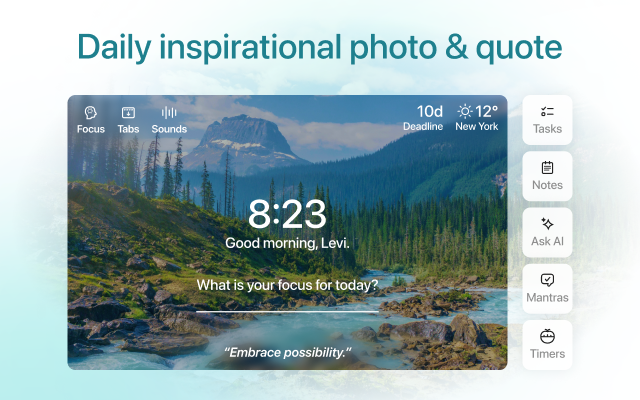 Daily inspirational photo & quote
Focus
Tabs
Sounds
10d
Deadline
12°
New York
8:23
Good morning, Levi.
What is your focus for today?
“Embrace possibility.”
Tasks
Notes
Ask AI
Mantras
Timers